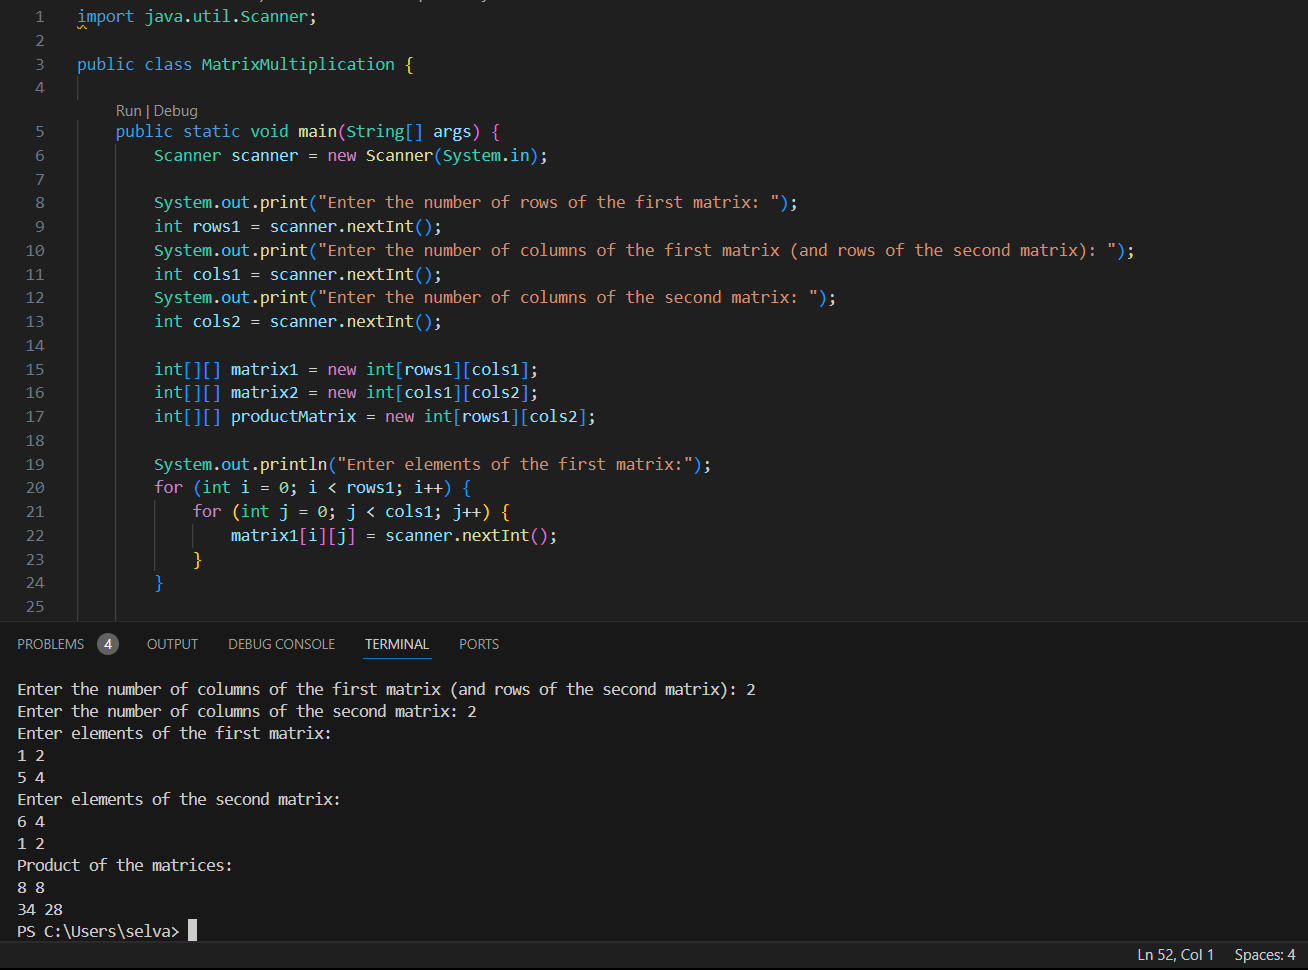 1 import java.util.Scanner;
2
3 public class MatrixMultiplication {
4
Run | Debug
5 public static void main(String[] args) {
6 Scanner scanner = new Scanner(System.in);
7
8 System.out.print("Enter the number of rows of the first matrix: ");
9 int rows1 = scanner.nextInt();
10 System.out.print("Enter the number of columns of the first matrix (and rows of the second matrix): ");
11 int cols1 = scanner.nextInt();
12 System.out.print("Enter the number of columns of the second matrix: ");
13 int cols2 = scanner.nextInt();
14
15 int[][] matrix1 = new int[rows1][cols1];
16 int[][] matrix2 = new int[cols1][cols2];
17 int[][] productMatrix = new int[rows1][cols2];
18
19 System.out.println("Enter elements of the first matrix:");
20 for (int i = 0; i < rows1; i++) {
21 for (int j = 0; j < cols1; j++) {
22 matrix1[i][j] = scanner.nextInt();
23 }
24 }
25
PROBLEMS 4 OUTPUT DEBUG CONSOLE TERMINAL PORTS
Enter the number of columns of the first matrix (and rows of the second matrix): 2
Enter the number of columns of the second matrix: 2
Enter elements of the first matrix:
1 2
5 4
Enter elements of the second matrix:
6 4
1 2
Product of the matrices:
8 8
34 28
PS C:\Users\selva>
Ln 52, Col 1 Spaces: 4